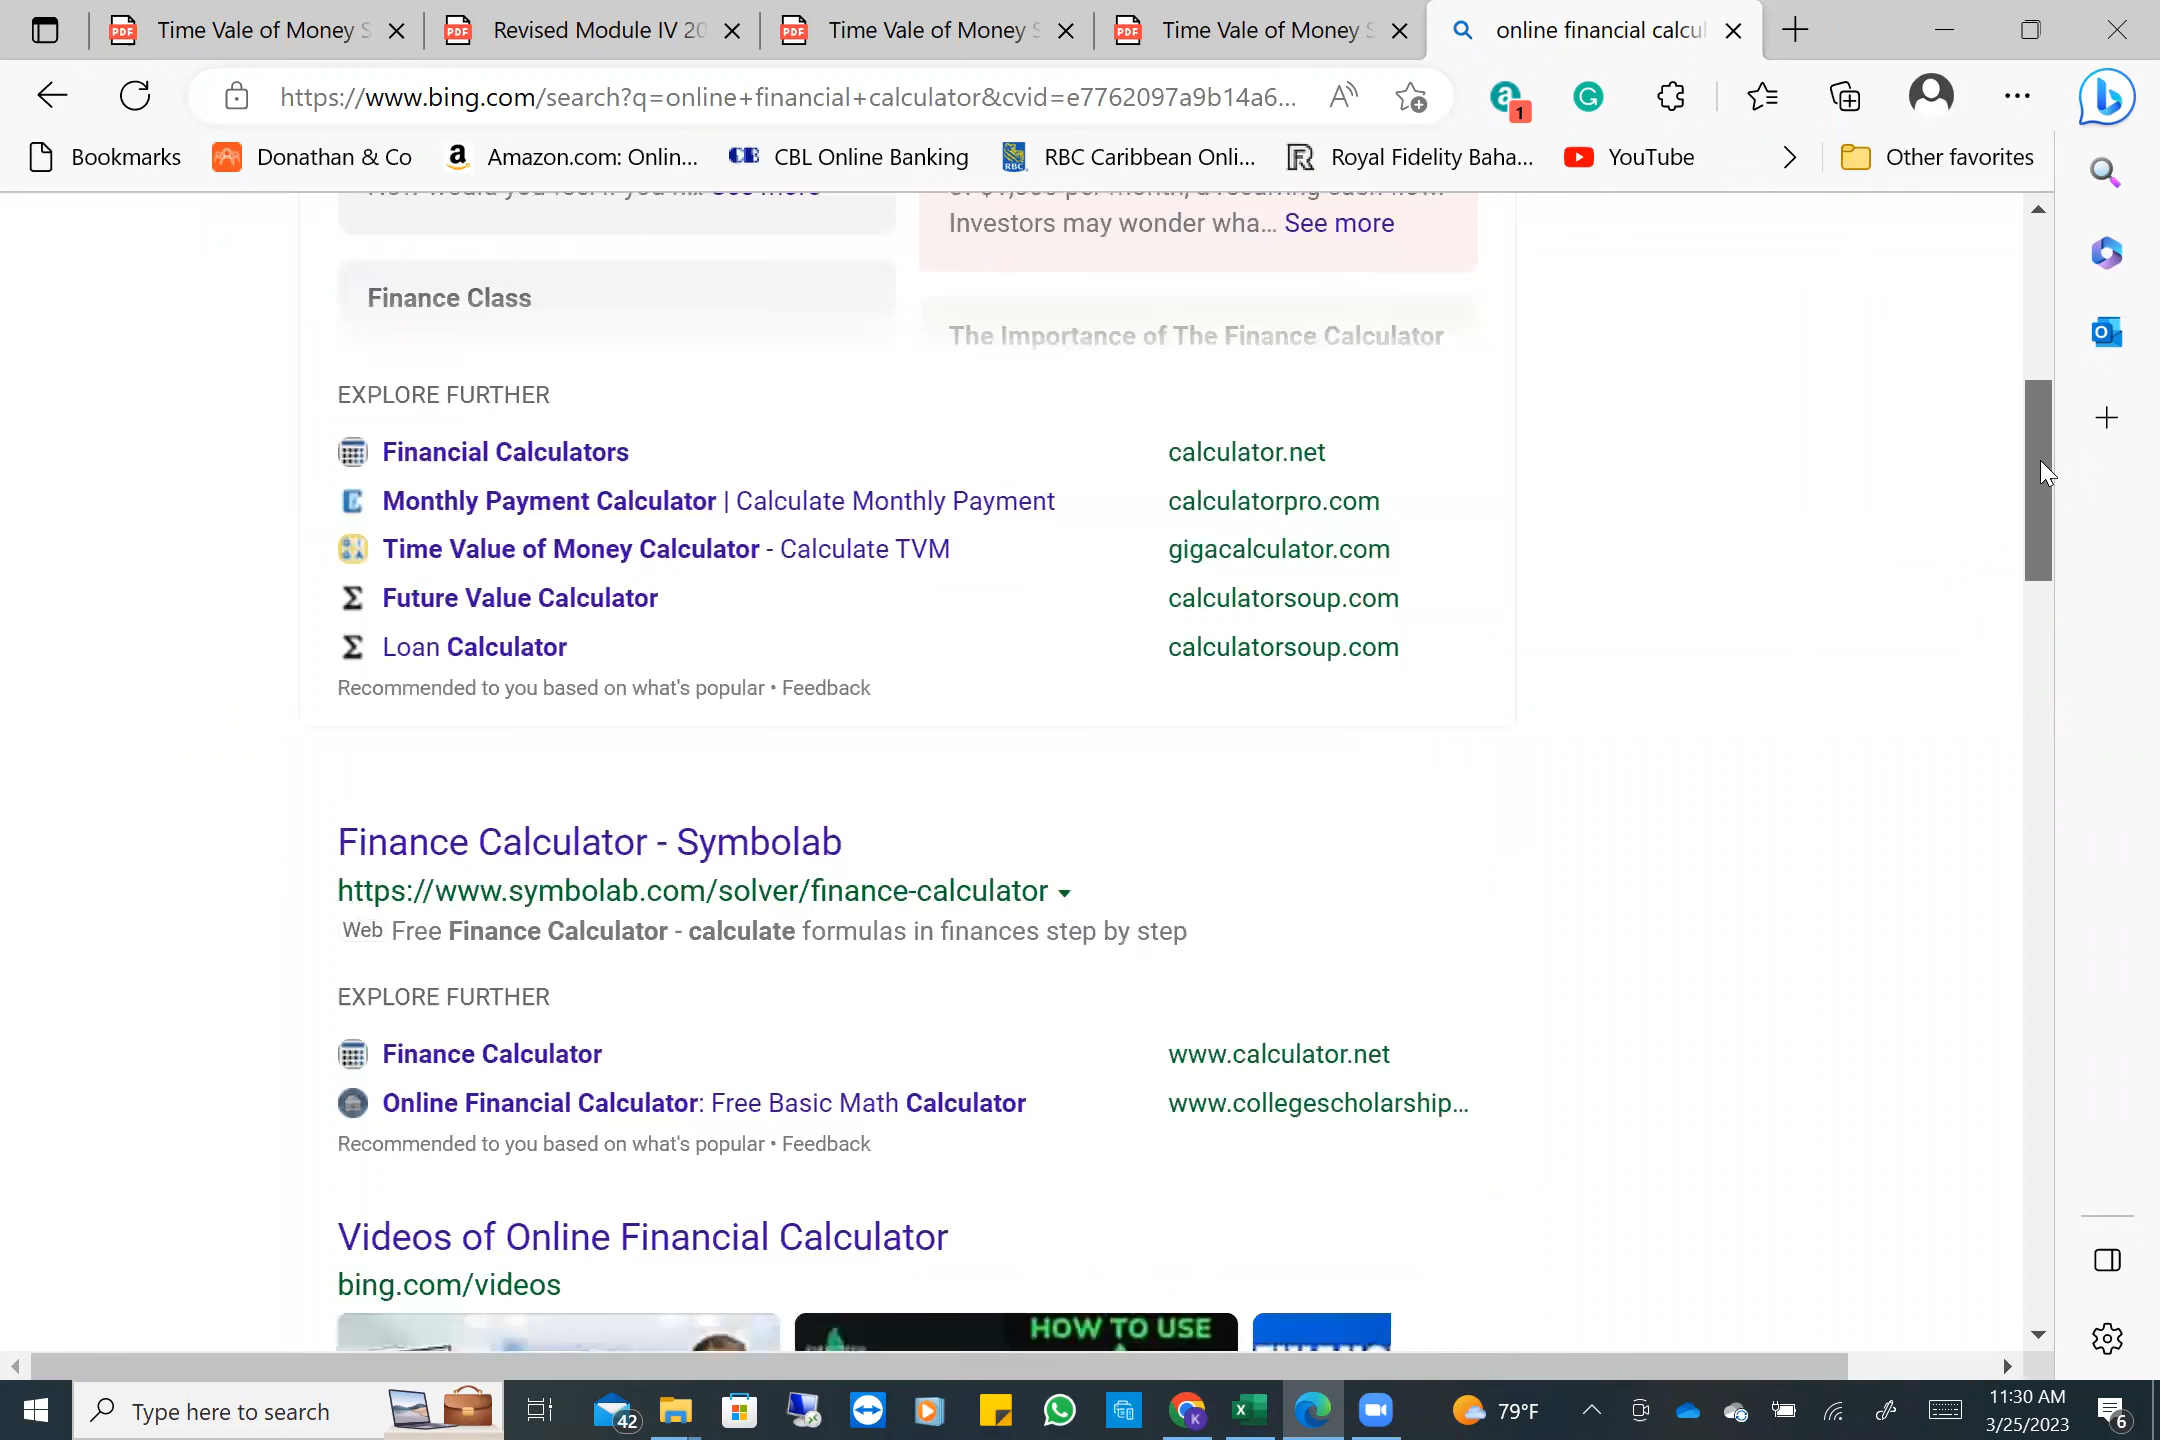 Time Vale of Money S
Revised Module IV 20
Time Vale of Money S
Time Vale of Money S
online financial calcu
https://www.bing.com/search?q=online+financial+calculator&cvid=e7762097a9b14a6...
1
Bookmarks
Donathan & Co
Amazon.com: Onlin...
CBL Online Banking
RBC Caribbean Onli...
Royal Fidelity Baha...
YouTube
Other favorites
See more
Investors may wonder wha... See more
Finance Class
The Importance of The Finance Calculator
EXPLORE FURTHER
Financial Calculators calculator.net
Monthly Payment Calculator | Calculate Monthly Payment calculatorpro.com
Time Value of Money Calculator - Calculate TVM gigacalculator.com
Future Value Calculator calculatorsoup.com
Loan Calculator calculatorsoup.com
Recommended to you based on what's popular • Feedback
Finance Calculator - Symbolab
https://www.symbolab.com/solver/finance-calculator
Web Free Finance Calculator - calculate formulas in finances step by step
EXPLORE FURTHER
Finance Calculator www.calculator.net
Online Financial Calculator: Free Basic Math Calculator www.collegescholarship...
Recommended to you based on what's popular • Feedback
Videos of Online Financial Calculator
bing.com/videos
HOW TO USE
Type here to search
42
79°F
11:30 AM
3/25/2023
6